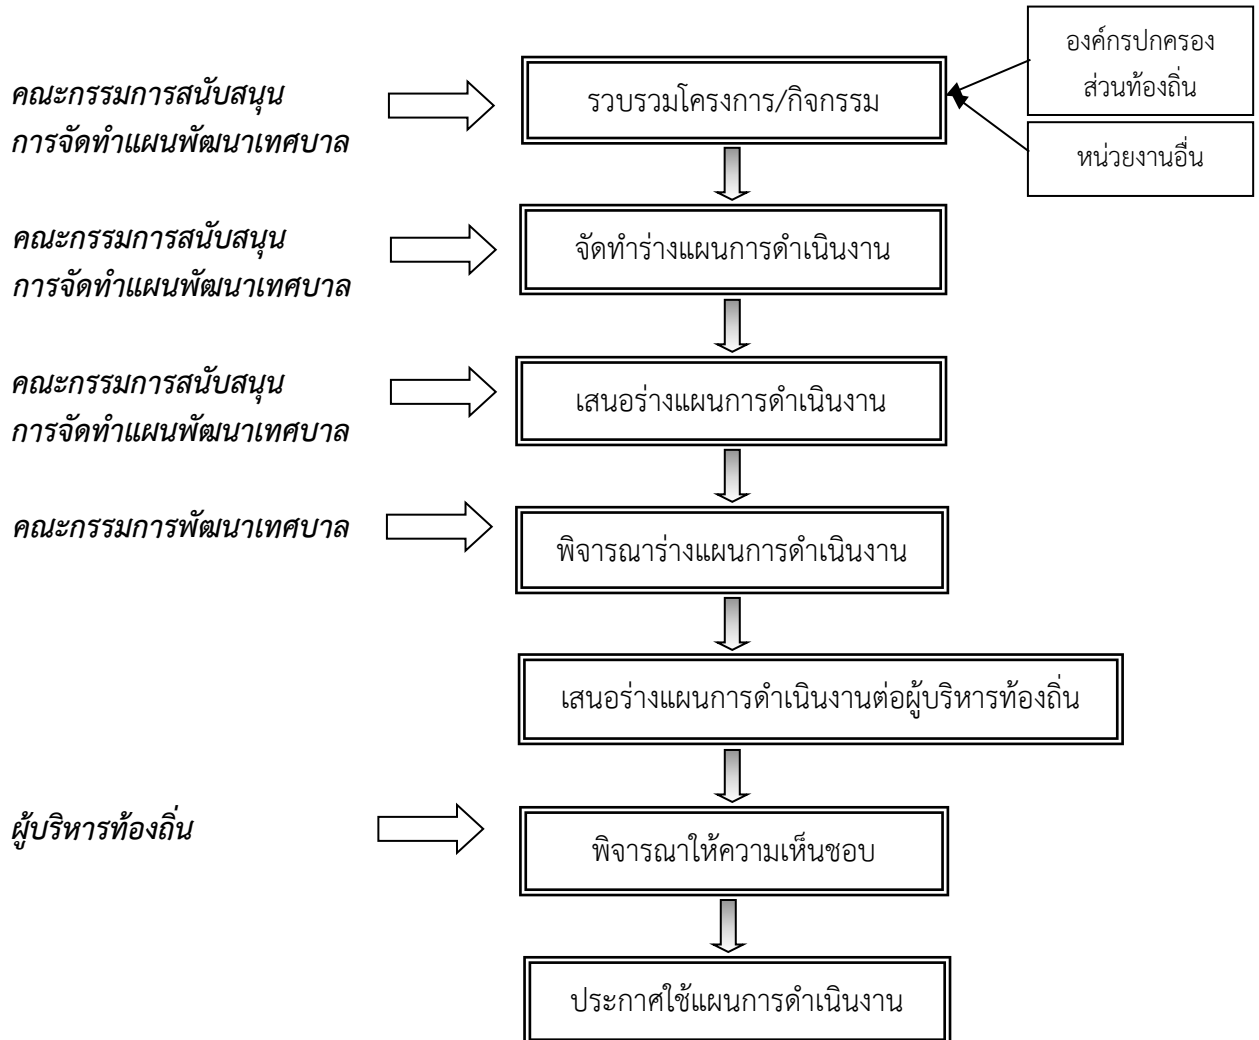 องค์กรปกครอง
ส่วนท้องถิ่น
คณะกรรมการสนับสนุน
การจัดทำแผนพัฒนาเทศบาล
รวบรวมโครงการ/กิจกรรม
หน่วยงานอื่น
คณะกรรมการสนับสนุน
การจัดทำแผนพัฒนาเทศบาล
จัดทำร่างแผนการดำเนินงาน
คณะกรรมการสนับสนุน
การจัดทำแผนพัฒนาเทศบาล
เสนอร่างแผนการดำเนินงาน
คณะกรรมการพัฒนาเทศบาล
พิจารณาร่างแผนการดำเนินงาน
เสนอร่างแผนการดำเนินงานต่อผู้บริหารท้องถิ่น
ผู้บริหารท้องถิ่น
พิจารณาให้ความเห็นชอบ
ประกาศใช้แผนการดำเนินงาน